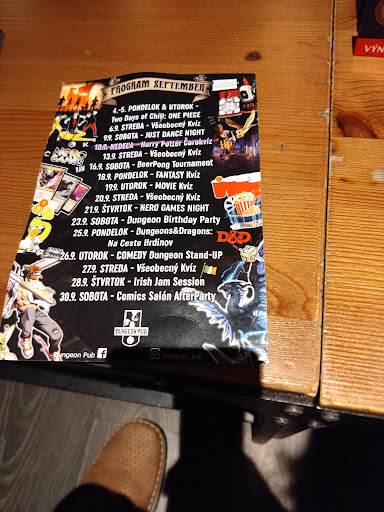 PROGRAM SEPTEMBER
4.-5. PONDELOK & UTOROK -
Two Days of Chill: ONE PIECE
6.9. STREDA - Všeobecný Kvíz
9.9. SOBOTA - JUST DANCE NIGHT
10.9. NEDEĽA - Harry Potter Čarokvíz
13.9. STREDA - Všeobecný Kvíz
16.9. SOBOTA - BeerPong Tournament
18.9. PONDELOK - FANTASY Kvíz
19.9. UTOROK - MOVIE Kvíz
20.9. STREDA - Všeobecný Kvíz
21.9. ŠTVRTOK - NERD GAMES NIGHT
23.9. SOBOTA - Dungeon Birthday Party
25.9. PONDELOK - Dungeons&Dragons:
Na Ceste Hrdinov
D&D
26.9. UTOROK - COMEDY Dungeon Stand-UP
27.9. STREDA - Všeobecný Kvíz
28.9. ŠTVRTOK - Irish Jam Session
30.9. SOBOTA - Comics Salón AfterParty
DUNGEON PUB
Dungeon Pub
dungeon_pub
VÝN